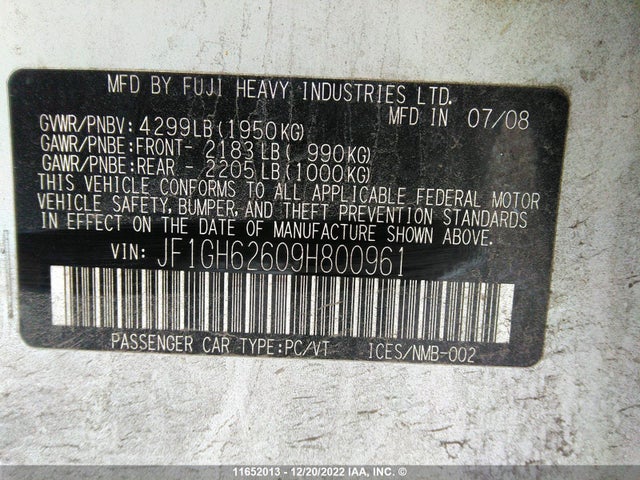 MFD BY FUJI HEAVY INDUSTRIES LTD.
MFD IN 07/08
GVWR/PNBV: 4299LB(1950KG)
GAWR/PNBE:FRONT- 2183LB( 990KG)
GAWR/PNBE:REAR - 2205LB(1000KG)
THIS VEHICLE CONFORMS TO ALL APPLICABLE FEDERAL MOTOR
VEHICLE SAFETY, BUMPER, AND THEFT PREVENTION STANDARDS
IN EFFECT ON THE DATE OF MANUFACTURE SHOWN ABOVE.
VIN: JF1GH62609H800961
PASSENGER CAR TYPE:PC/VT ICES/NMB-002
11652013 - 12/20/2022 IAA, INC. ©